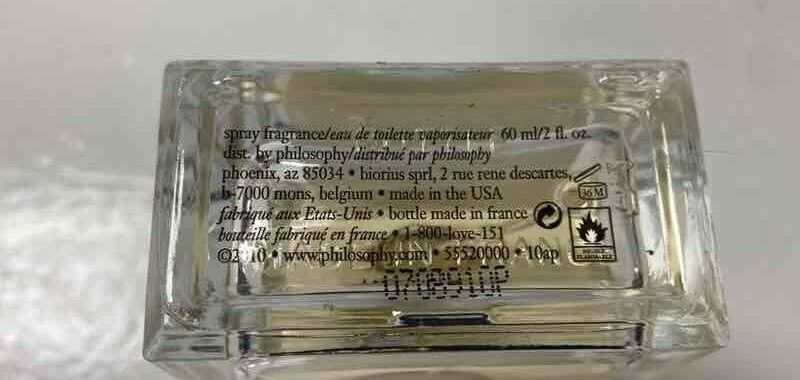 spray fragrance/eau de toilette vaporisateur 60 ml/2 fl. oz.
dist. by philosophy/distribué par philosophy
phoenix, az 85034 • biorius sprl, 2 rue rene descartes,
b-7000 mons, belgium • made in the USA
36M
fabriqué aux Etats-Unis • bottle made in france
bouteille fabriqué en france • 1-800-love-151
©2010 • www.philosophy.com • 55520000 • 10ap
FLAMMABLE